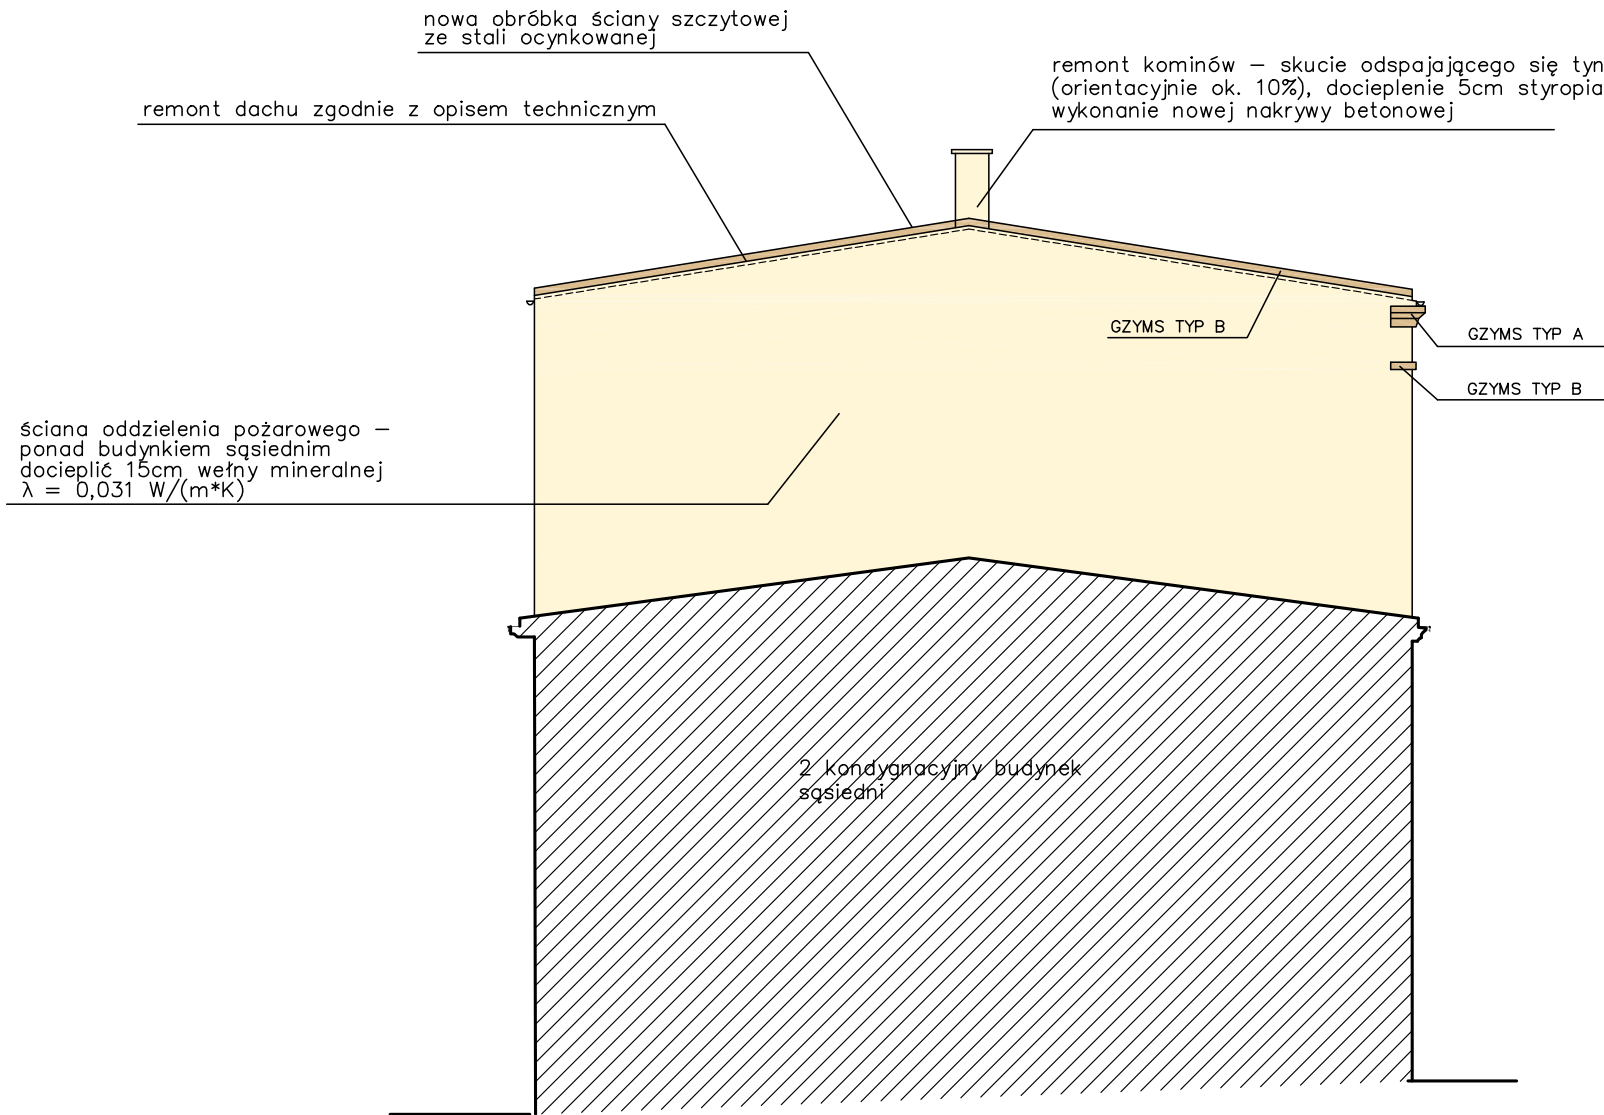 nowa obróbka ściany szczytowej
ze stali ocynkowanej
remont kominów – skucie odspajającego się
(orientacyjnie ok. 10%), docieplenie 5cm
wykonanie nowej nakrywy betonowej
remont dachu zgodnie z opisem technicznym
GZYMS TYP B
GZYMS TYP A
GZYMS TYP B
ściana oddzielenia pożarowego –
ponad budynkiem sąsiednim
docieplić 15cm wełny mineralnej
λ = 0,031 W/(m*K)
2 kondygnacyjny budynek
sąsiedni